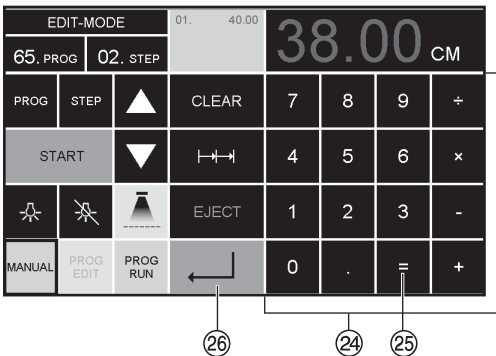 EDIT-MODE
01. 40.00
38.00 CM
65. PROG 02. STEP
PROG STEP CLEAR 7 8 9 ÷
START 4 5 6 ×
EJECT 1 2 3 -
MANUAL PROG EDIT PROG RUN 0 . = +
26 24 25